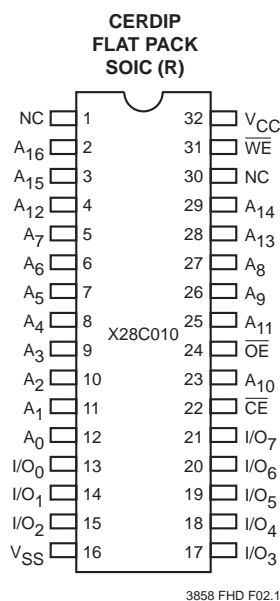 CERDIP
FLAT PACK
SOIC (R)
NC 1 32 VCC
A16 2 31 W̅E̅
A15 3 30 NC
A12 4 29 A14
A7 5 28 A13
A6 6 27 A8
A5 7 26 A9
A4 8 25 A11
X28C010
A3 9 24 O̅E̅
A2 10 23 A10
A1 11 22 C̅E̅
A0 12 21 I/O7
I/O0 13 20 I/O6
I/O1 14 19 I/O5
I/O2 15 18 I/O4
VSS 16 17 I/O3
3858 FHD F02.1